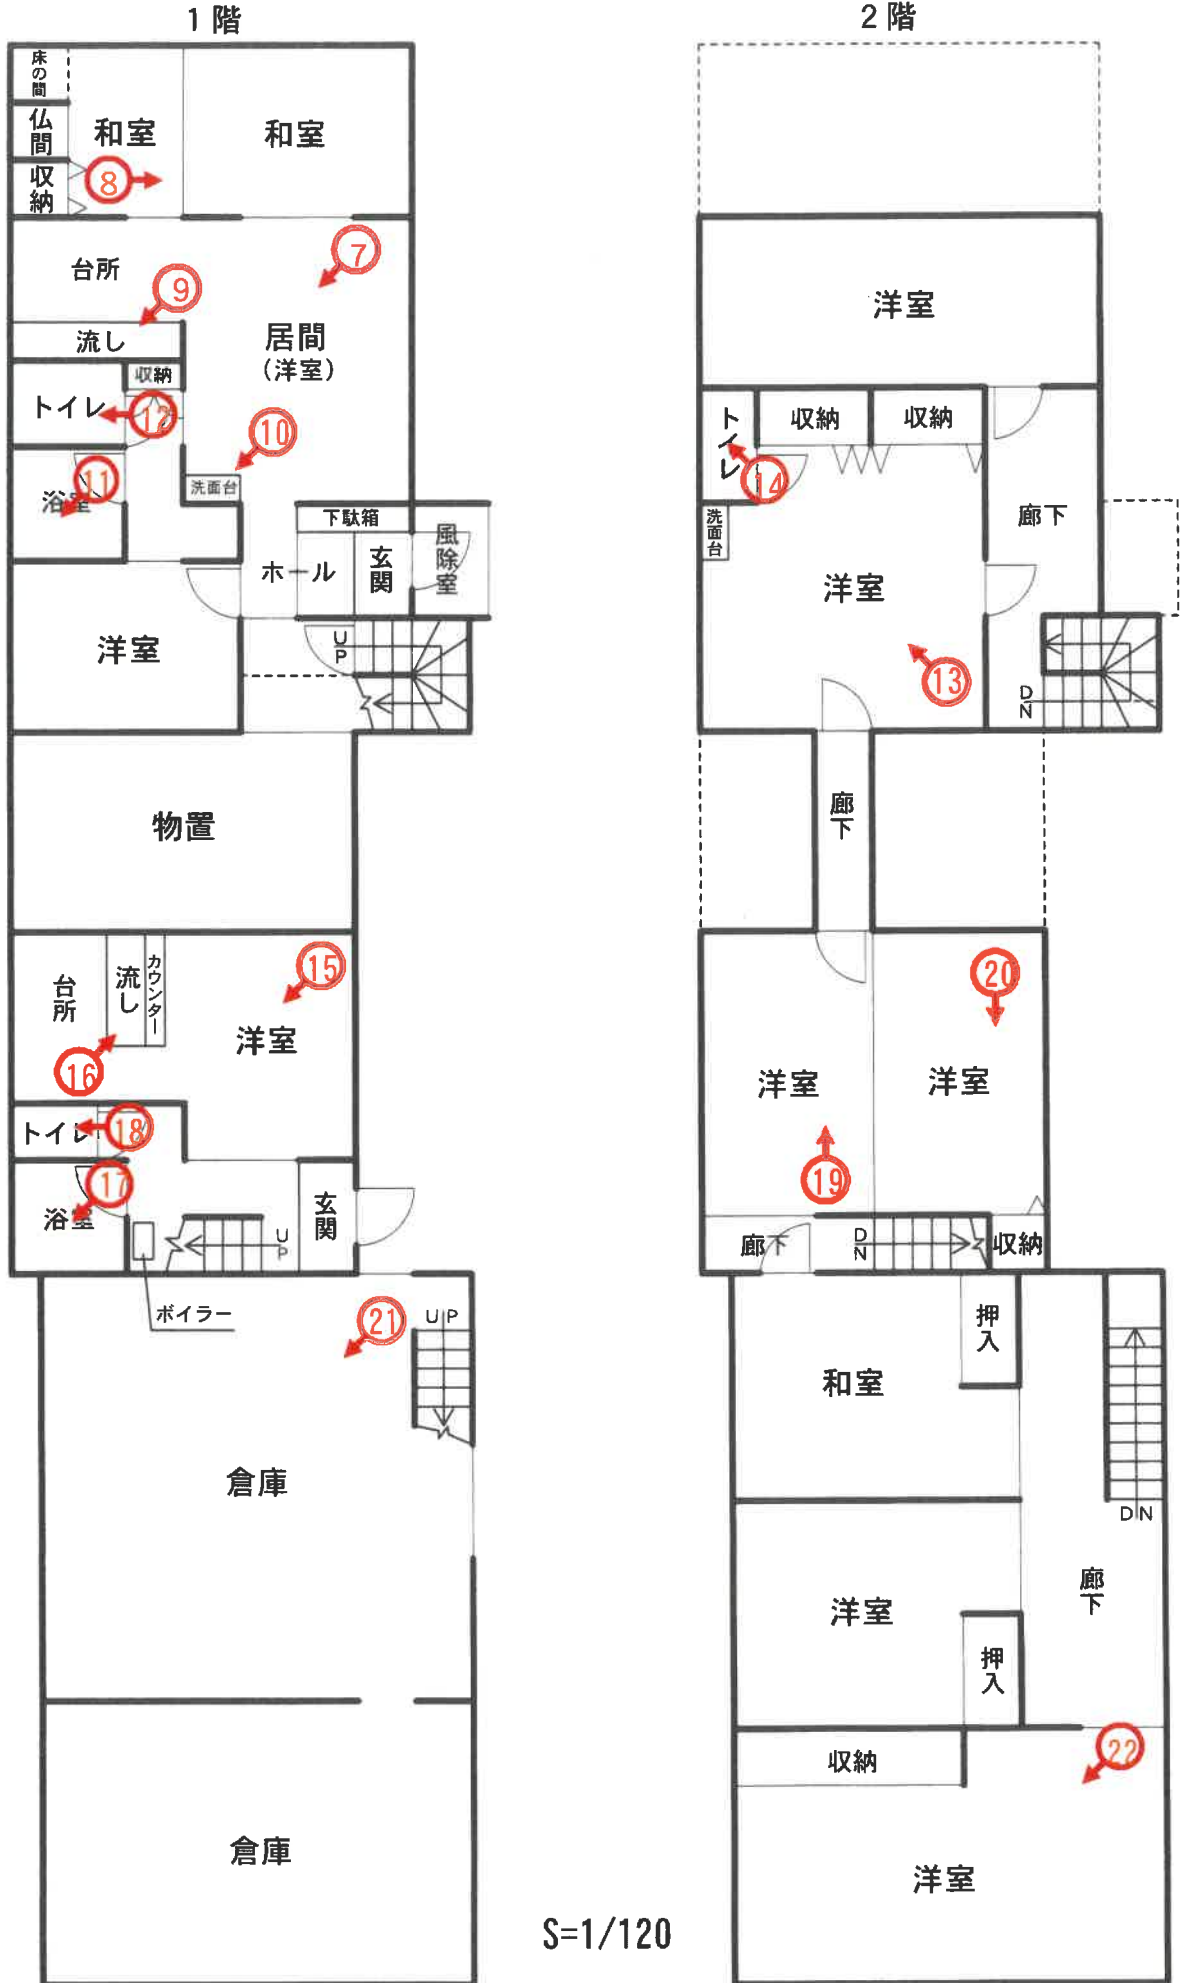 1階
床の間
仏間
収納
和室
和室
8
7
台所
9
流し
居間
(洋室)
収納
トイレ
12
10
11
浴室
洗面台
下駄箱
ホール
玄関
風除室
洋室
UP
物置
台所
流し
カウンター
15
洋室
16
トイレ
18
17
浴室
玄関
UP
ボイラー
21
UP
倉庫
倉庫
2階
洋室
トイレ
収納
収納
14
洗面台
廊下
洋室
13
DN
廊下
20
洋室
洋室
19
廊下
DN
収納
押入
和室
DN
洋室
廊下
押入
22
収納
洋室
S=1/120